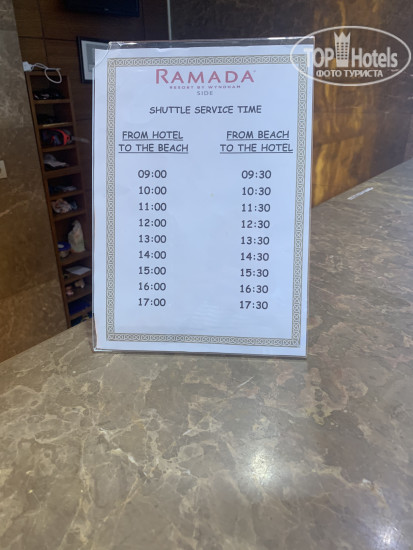 TOP Hotels
ФОТО ТУРИСТА
RAMADA
RESORT BY WYNDHAM
SIDE
SHUTTLE SERVICE TIME
FROM HOTEL TO THE BEACH
FROM BEACH TO THE HOTEL
09:00 09:30
10:00 10:30
11:00 11:30
12:00 12:30
13:00 13:30
14:00 14:30
15:00 15:30
16:00 16:30
17:00 17:30